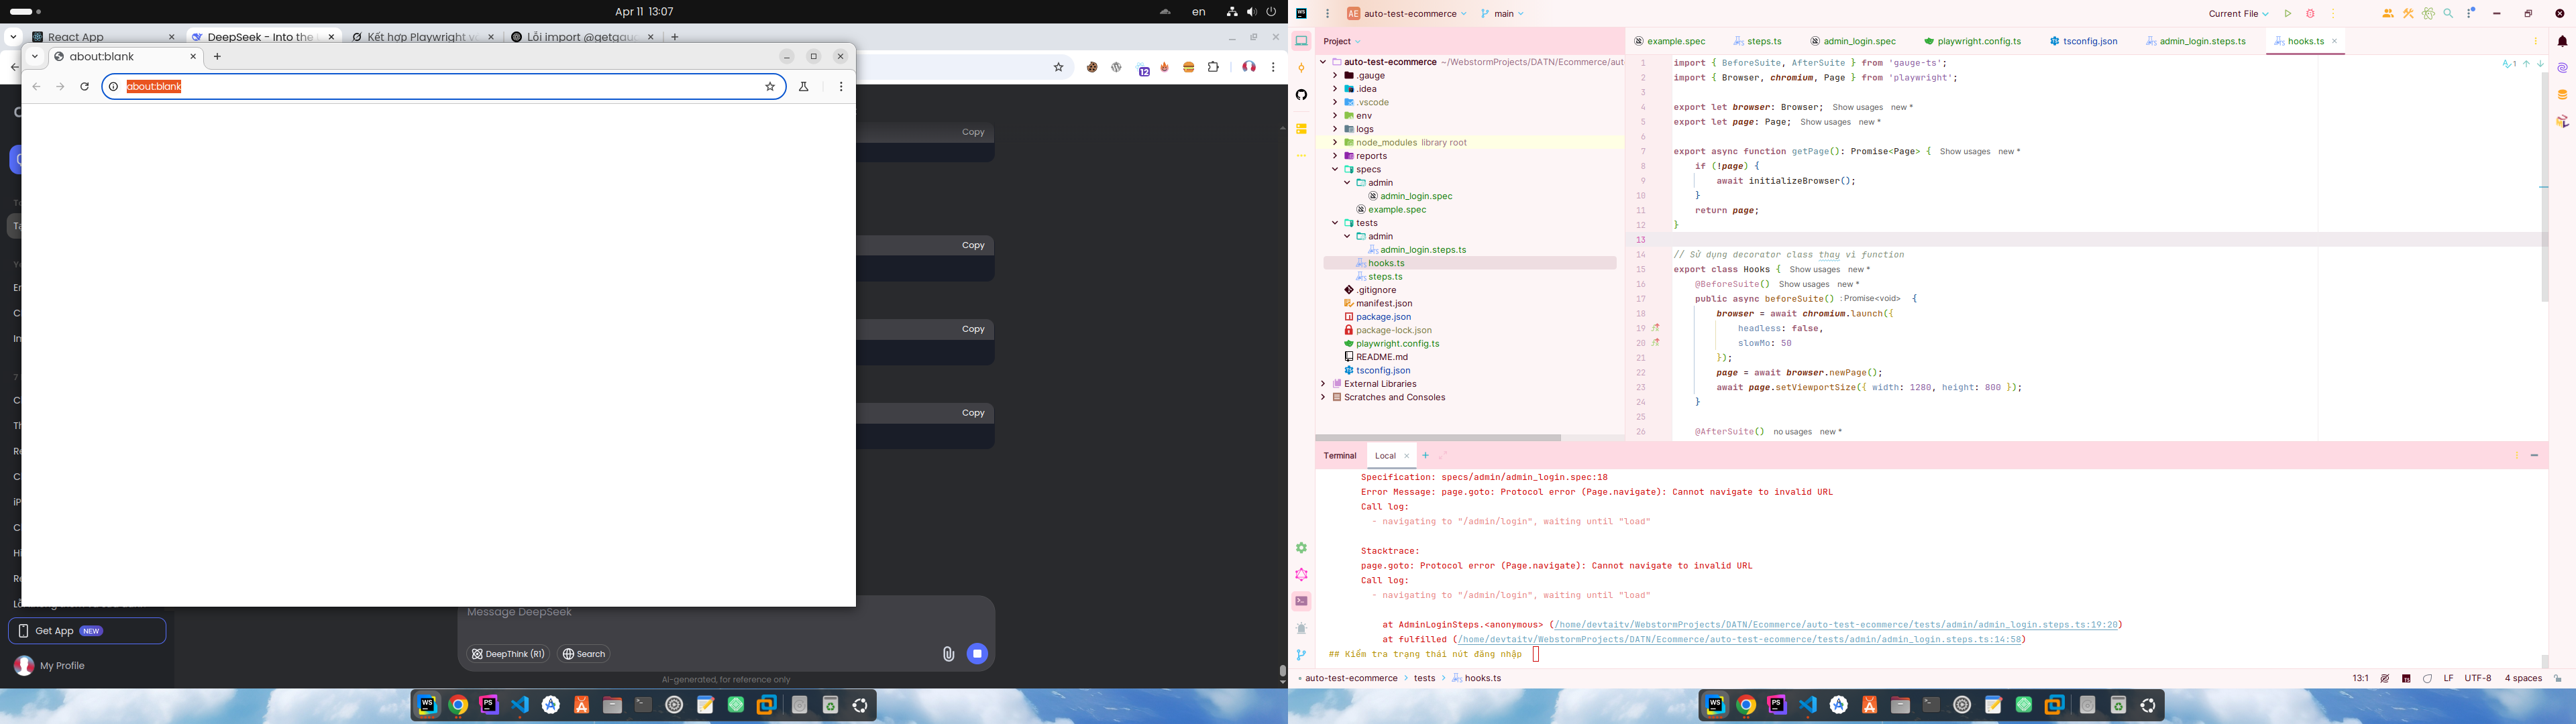 Apr 11 13:07
en
React App
DeepSeek - Into the
Kết hợp Playwright và
Lỗi import @getgaug
about:blank
12
about:blank
Copy
Copy
Copy
Copy
Get App NEW
My Profile
Message DeepSeek
DeepThink (R1)
Search
AI-generated, for reference only
AE auto-test-ecommerce
main
Current File
Project
example.spec
steps.ts
admin_login.spec
playwright.config.ts
tsconfig.json
admin_login.steps.ts
hooks.ts
auto-test-ecommerce ~/WebstormProjects/DATN/Ecommerce/aut
.gauge
.idea
.vscode
env
logs
node_modules library root
reports
specs
admin
admin_login.spec
example.spec
tests
admin
admin_login.steps.ts
hooks.ts
steps.ts
.gitignore
manifest.json
package.json
package-lock.json
playwright.config.ts
README.md
tsconfig.json
External Libraries
Scratches and Consoles
1 import { BeforeSuite, AfterSuite } from 'gauge-ts';
2 import { Browser, chromium, Page } from 'playwright';
3
4 export let browser: Browser; Show usages new *
5 export let page: Page; Show usages new *
6
7 export async function getPage(): Promise<Page> { Show usages new *
8 if (!page) {
9 await initializeBrowser();
10 }
11 return page;
12 }
13
14 // Sử dụng decorator class thay vì function
15 export class Hooks { Show usages new *
16 @BeforeSuite() Show usages new *
17 public async beforeSuite() : Promise<void> {
18 browser = await chromium.launch({
19 headless: false,
20 slowMo: 50
21 });
22 page = await browser.newPage();
23 await page.setViewportSize({ width: 1280, height: 800 });
24 }
25
26 @AfterSuite() no usages new *
1
Terminal
Local
Specification: specs/admin/admin_login.spec:18
Error Message: page.goto: Protocol error (Page.navigate): Cannot navigate to invalid URL
Call log:
- navigating to "/admin/login", waiting until "load"
Stacktrace:
page.goto: Protocol error (Page.navigate): Cannot navigate to invalid URL
Call log:
- navigating to "/admin/login", waiting until "load"
at AdminLoginSteps.<anonymous> (/home/devtaitv/WebstormProjects/DATN/Ecommerce/auto-test-ecommerce/tests/admin/admin_login.steps.ts:19:20)
at fulfilled (/home/devtaitv/WebstormProjects/DATN/Ecommerce/auto-test-ecommerce/tests/admin/admin_login.steps.ts:14:58)
## Kiểm tra trạng thái nút đăng nhập
auto-test-ecommerce > tests > hooks.ts
13:1
LF
UTF-8
4 spaces